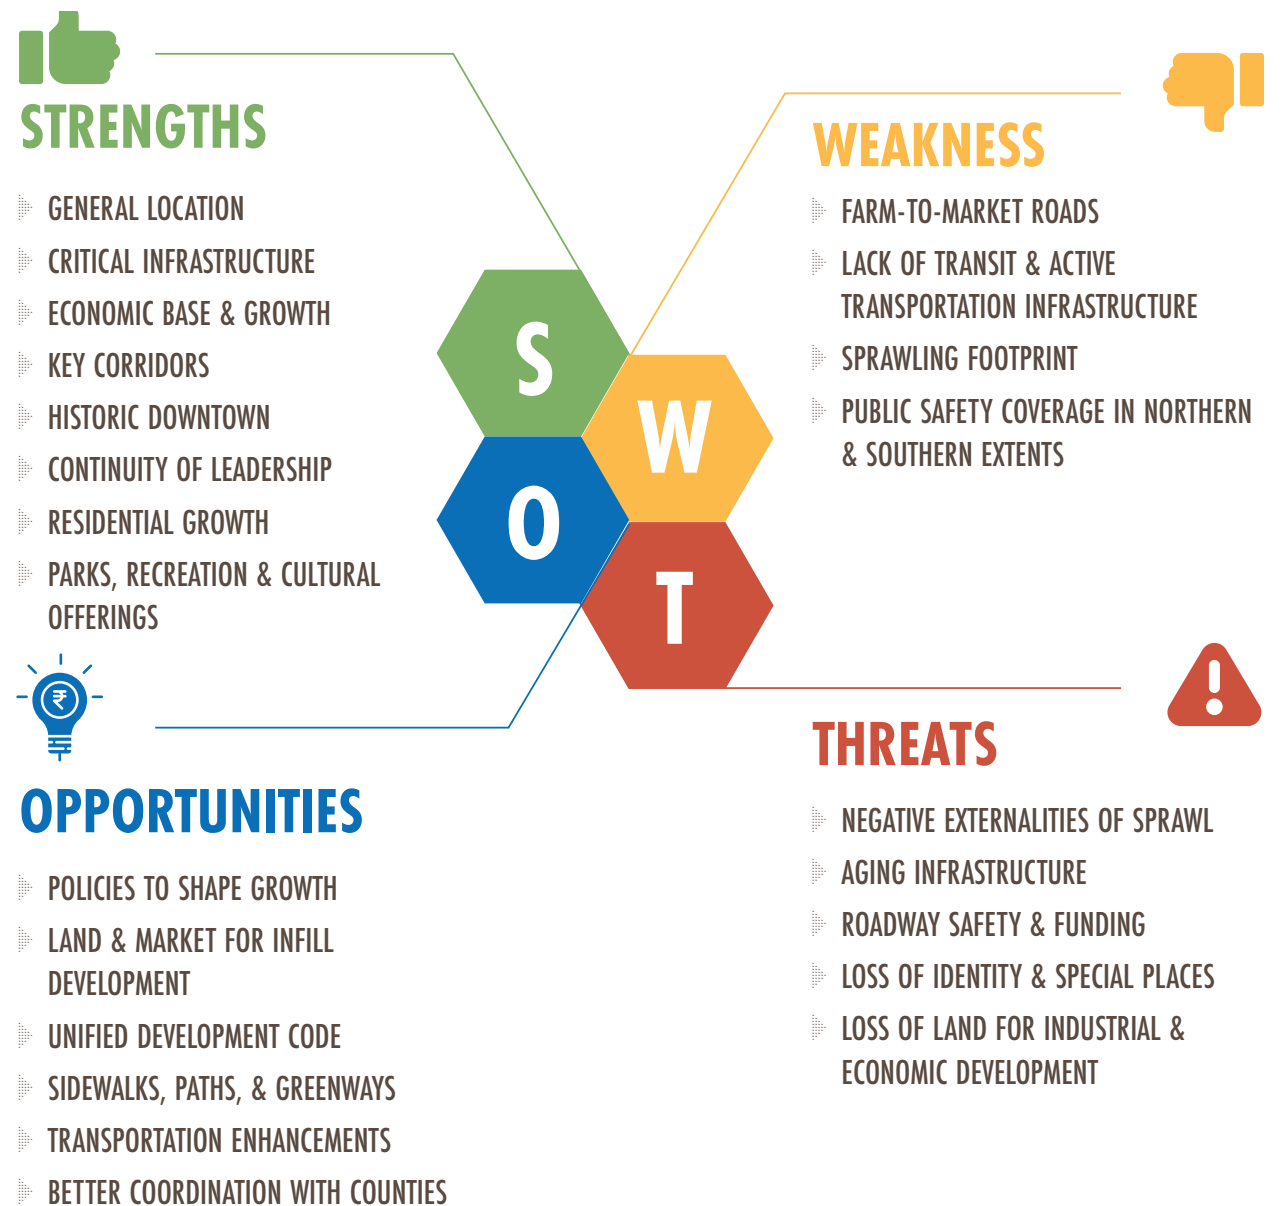 STRENGTHS
GENERAL LOCATION
CRITICAL INFRASTRUCTURE
ECONOMIC BASE & GROWTH
KEY CORRIDORS
HISTORIC DOWNTOWN
CONTINUITY OF LEADERSHIP
RESIDENTIAL GROWTH
PARKS, RECREATION & CULTURAL
OFFERINGS
WEAKNESS
FARM-TO-MARKET ROADS
LACK OF TRANSIT & ACTIVE
TRANSPORTATION INFRASTRUCTURE
SPRAWLING FOOTPRINT
PUBLIC SAFETY COVERAGE IN NORTHERN
& SOUTHERN EXTENTS
S
W
O
T
₹
OPPORTUNITIES
POLICIES TO SHAPE GROWTH
LAND & MARKET FOR INFILL
DEVELOPMENT
UNIFIED DEVELOPMENT CODE
SIDEWALKS, PATHS, & GREENWAYS
TRANSPORTATION ENHANCEMENTS
BETTER COORDINATION WITH COUNTIES
THREATS
NEGATIVE EXTERNALITIES OF SPRAWL
AGING INFRASTRUCTURE
ROADWAY SAFETY & FUNDING
LOSS OF IDENTITY & SPECIAL PLACES
LOSS OF LAND FOR INDUSTRIAL &
ECONOMIC DEVELOPMENT